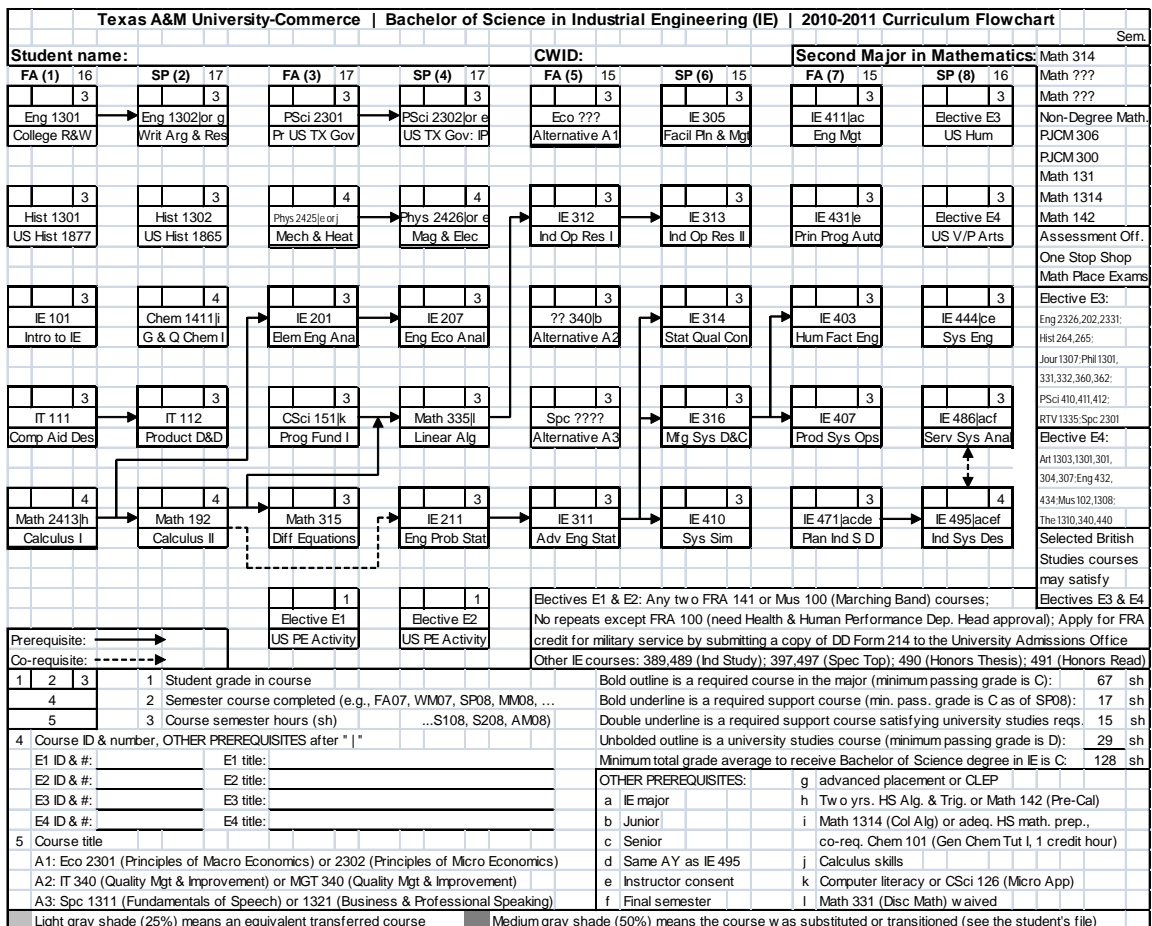 Texas A&M University-Commerce | Bachelor of Science in Industrial Engineering (IE) | 2010-2011 Curriculum Flowchart
Sem.
Student name: CWID: Second Major in Mathematics: Math 314
FA (1) 16 SP (2) 17 FA (3) 17 SP (4) 17 FA (5) 15 SP (6) 15 FA (7) 15 SP (8) 16 Math ???
3 3 3 3 3 3 3 3 Math ???
Eng 1301 Eng 1302|or g PSci 2301 PSci 2302|or e Eco ??? IE 305 IE 411|ac Elective E3 Non-Degree Math.
College R&W Writ Arg & Res Pr US TX Gov US TX Gov: IP Alternative A1 Facil Pln & Mgt Eng Mgt US Hum PJCM 306
PJCM 300
Math 131
3 3 4 4 3 3 3 3 Math 1314
Hist 1301 Hist 1302 Phys 2425|e or j Phys 2426|or e IE 312 IE 313 IE 431|e Elective E4 Math 142
US Hist 1877 US Hist 1865 Mech & Heat Mag & Elec Ind Op Res I Ind Op Res II Prin Prog Auto US V/P Arts Assessment Off.
One Stop Shop
Math Place Exams
3 4 3 3 3 3 3 3 Elective E3:
IE 101 Chem 1411|i IE 201 IE 207 ?? 340|b IE 314 IE 403 IE 444|ce Eng 2326,202,2331;
Intro to IE G & Q Chem I Elem Eng Anal Eng Eco Anal Alternative A2 Stat Qual Con Hum Fact Eng Sys Eng Hist 264,265;
Jour1307;Phil 1301,
331,332,360,362;
3 3 3 3 3 3 3 3 PSci 410,411,412;
IT 111 IT 112 CSci 151|k Math 335|l Spc ???? IE 316 IE 407 IE 486|acf RTV 1335;Spc 2301
Comp Aid Des Product D&D Prog Fund I Linear Alg Alternative A3 Mfg Sys D&C Prod Sys Ops Serv Sys Anal Elective E4:
Art 1303,1301,301,
304,307;Eng 432,
4 4 3 3 3 3 3 4 434;Mus 102,1308;
Math 2413|h Math 192 Math 315 IE 211 IE 311 IE 410 IE 471|acde IE 495|acef The 1310,340,440
Calculus I Calculus II Diff Equations Eng Prob Stat Adv Eng Stat Sys Sim Plan Ind S D Ind Sys Des Selected British
Studies courses
may satisfy
1 1 Electives E1 & E2: Any two FRA 141 or Mus 100 (Marching Band) courses; Electives E3 & E4
Elective E1 Elective E2 No repeats except FRA 100 (need Health & Human Performance Dep. Head approval); Apply for FRA
Prerequisite: US PE Activity US PE Activity credit for military service by submitting a copy of DD Form 214 to the University Admissions Office
Co-requisite: Other IE courses: 389,489 (Ind Study); 397,497 (Spec Top); 490 (Honors Thesis); 491 (Honors Read)
1 2 3 1 Student grade in course Bold outline is a required course in the major (minimum passing grade is C): 67 sh
4 2 Semester course completed (e.g., FA07, WM07, SP08, MM08, ... Bold underline is a required support course (min. pass. grade is C as of SP08): 17 sh
5 3 Course semester hours (sh) ...S108, S208, AM08) Double underline is a required support course satisfying university studies reqs. 15 sh
4 Course ID & number, OTHER PREREQUISITES after " | " Unbolded outline is a university studies course (minimum passing grade is D): 29 sh
E1 ID & #: E1 title: Minimum total grade average to receive Bachelor of Science degree in IE is C: 128 sh
E2 ID & #: E2 title: OTHER PREREQUISITES: g advanced placement or CLEP
E3 ID & #: E3 title: a IE major h Two yrs. HS Alg. & Trig. or Math 142 (Pre-Cal)
E4 ID & #: E4 title: b Junior i Math 1314 (Col Alg) or adeq. HS math. prep.,
5 Course title c Senior co-req. Chem 101 (Gen Chem Tut I, 1 credit hour)
A1: Eco 2301 (Principles of Macro Economics) or 2302 (Principles of Micro Economics) d Same AY as IE 495 j Calculus skills
A2: IT 340 (Quality Mgt & Improvement) or MGT 340 (Quality Mgt & Improvement) e Instructor consent k Computer literacy or CSci 126 (Micro App)
A3: Spc 1311 (Fundamentals of Speech) or 1321 (Business & Professional Speaking) f Final semester l Math 331 (Disc Math) waived
Light gray shade (25%) means an equivalent transferred course Medium gray shade (50%) means the course was substituted or transitioned (see the student's file)